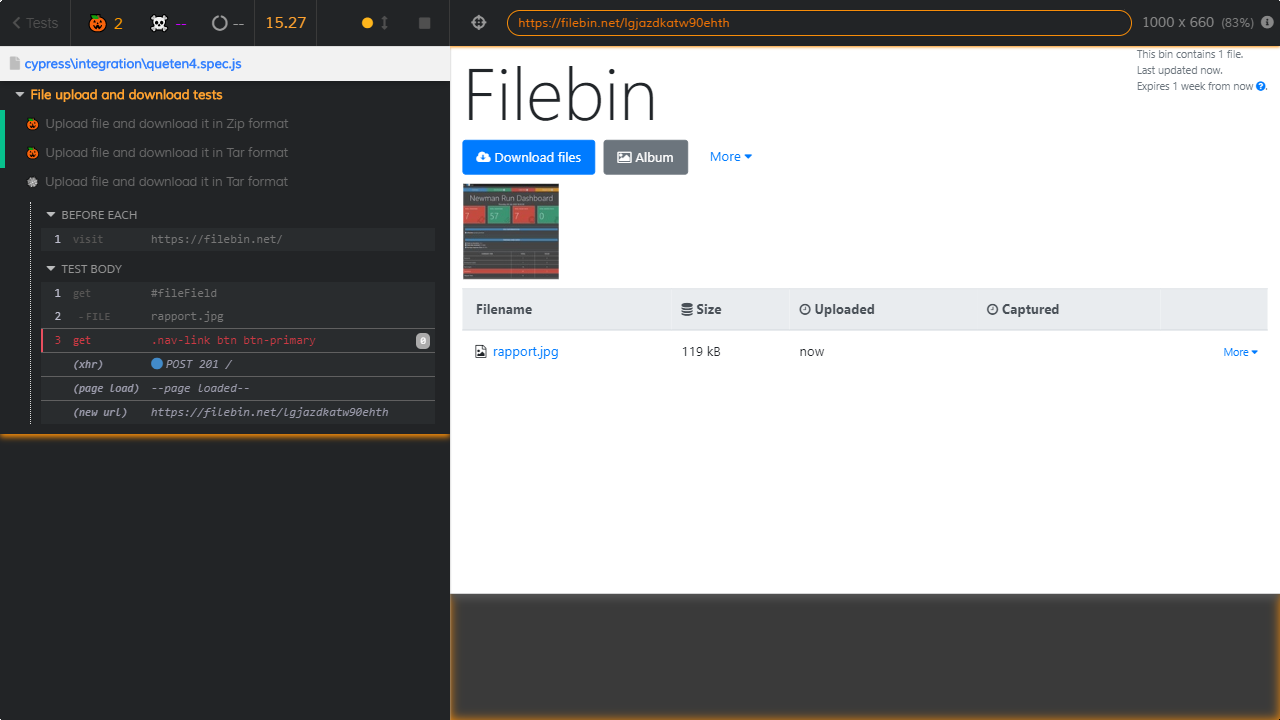 Tests
2
--
--
15.27
https://filebin.net/lgjazdkatw90ehth
1000 x 660 (83%)
cypress\integration\queten4.spec.js
File upload and download tests
Upload file and download it in Zip format
Upload file and download it in Tar format
Upload file and download it in Tar format
BEFORE EACH
1 visit https://filebin.net/
TEST BODY
1 get #fileField
2 -FILE rapport.jpg
3 get .nav-link btn btn-primary 0
(xhr) POST 201 /
(page load) --page loaded--
(new url) https://filebin.net/lgjazdkatw90ehth
Filebin
This bin contains 1 file.
Last updated now.
Expires 1 week from now ?.
Download files
Album
More
Newman Run Dashboard
7 57 7 0
Filename Size Uploaded Captured
rapport.jpg 119 kB now More